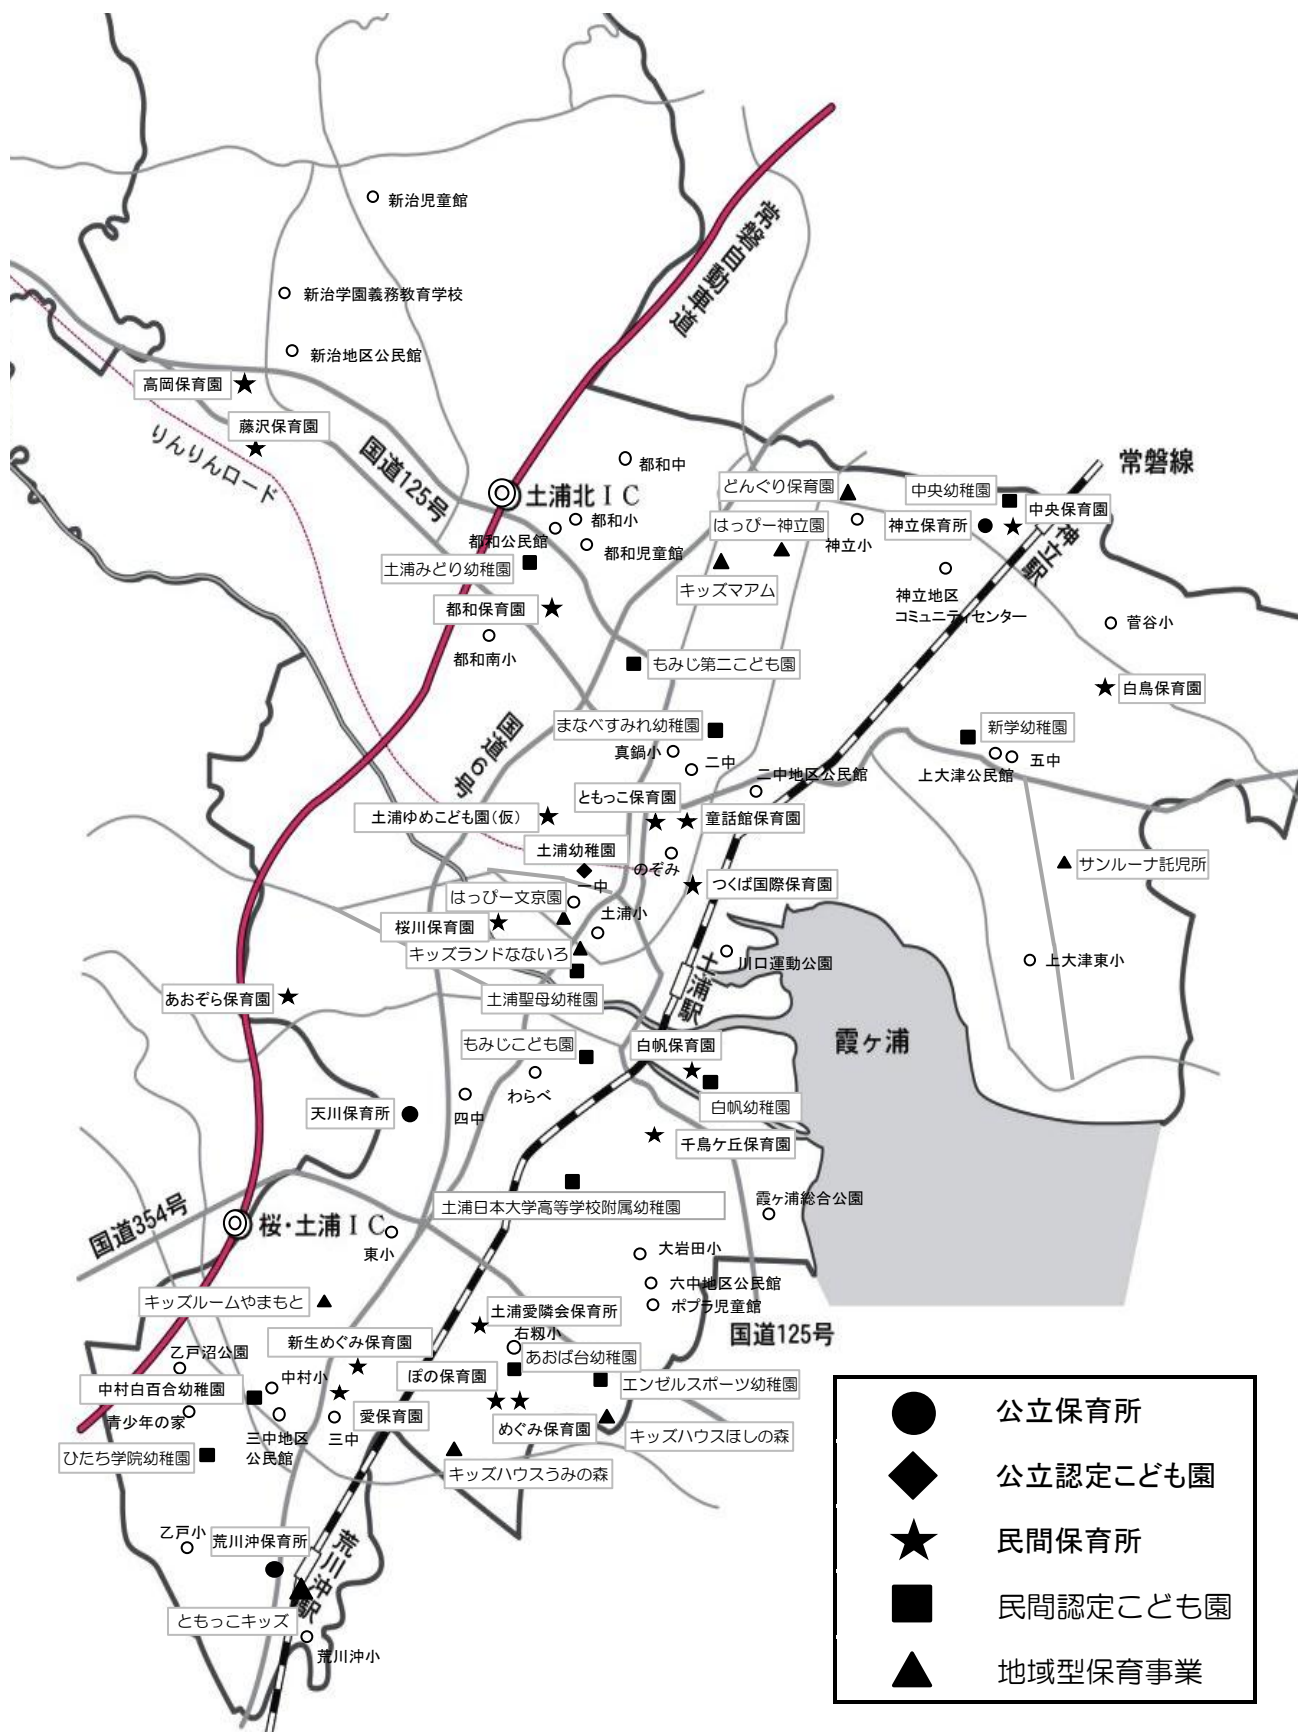 新治児童館
常磐自動車道
新治学園義務教育学校
新治地区公民館
高岡保育園
藤沢保育園
りんりんロード
国道125号
都和中
常磐線
土浦北ＩＣ
どんぐり保育園
中央幼稚園
中央保育園
都和小
はっぴー神立園
神立保育所
都和公民館
都和児童館
神立小
神立駅
土浦みどり幼稚園
キッズマアム
神立地区
コミュニティセンター
都和保育園
菅谷小
都和南小
もみじ第二こども園
白鳥保育園
国道6号
まなべすみれ幼稚園
新学幼稚園
真鍋小
二中
二中地区公民館
上大津公民館
五中
ともっこ保育園
土浦ゆめこども園(仮)
童話館保育園
土浦幼稚園
のぞみ
サンルーナ託児所
一中
つくば国際保育園
はっぴー文京園
桜川保育園
土浦小
キッズランドなないろ
川口運動公園
上大津東小
土浦駅
あおぞら保育園
土浦聖母幼稚園
霞ヶ浦
もみじこども園
白帆保育園
わらべ
四中
天川保育所
白帆幼稚園
千鳥ケ丘保育園
土浦日本大学高等学校附属幼稚園
霞ヶ浦総合公園
国道354号
桜・土浦ＩＣ
東小
大岩田小
六中地区公民館
ポプラ児童館
キッズルームやまもと
土浦愛隣会保育所
国道125号
新生めぐみ保育園
右籾小
乙戸沼公園
あおば台幼稚園
ぽの保育園
中村白百合幼稚園
中村小
エンゼルスポーツ幼稚園
青少年の家
愛保育園
めぐみ保育園
キッズハウスほしの森
三中地区
公民館
三中
ひたち学院幼稚園
キッズハウスうみの森
乙戸小
荒川沖保育所
荒川沖駅
ともっこキッズ
荒川沖小
公立保育所
公立認定こども園
民間保育所
民間認定こども園
地域型保育事業